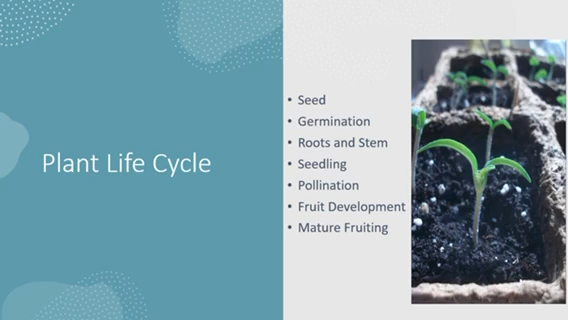 Plant Life Cycle
Seed
Germination
Roots and Stem
Seedling
Pollination
Fruit Development
Mature Fruiting